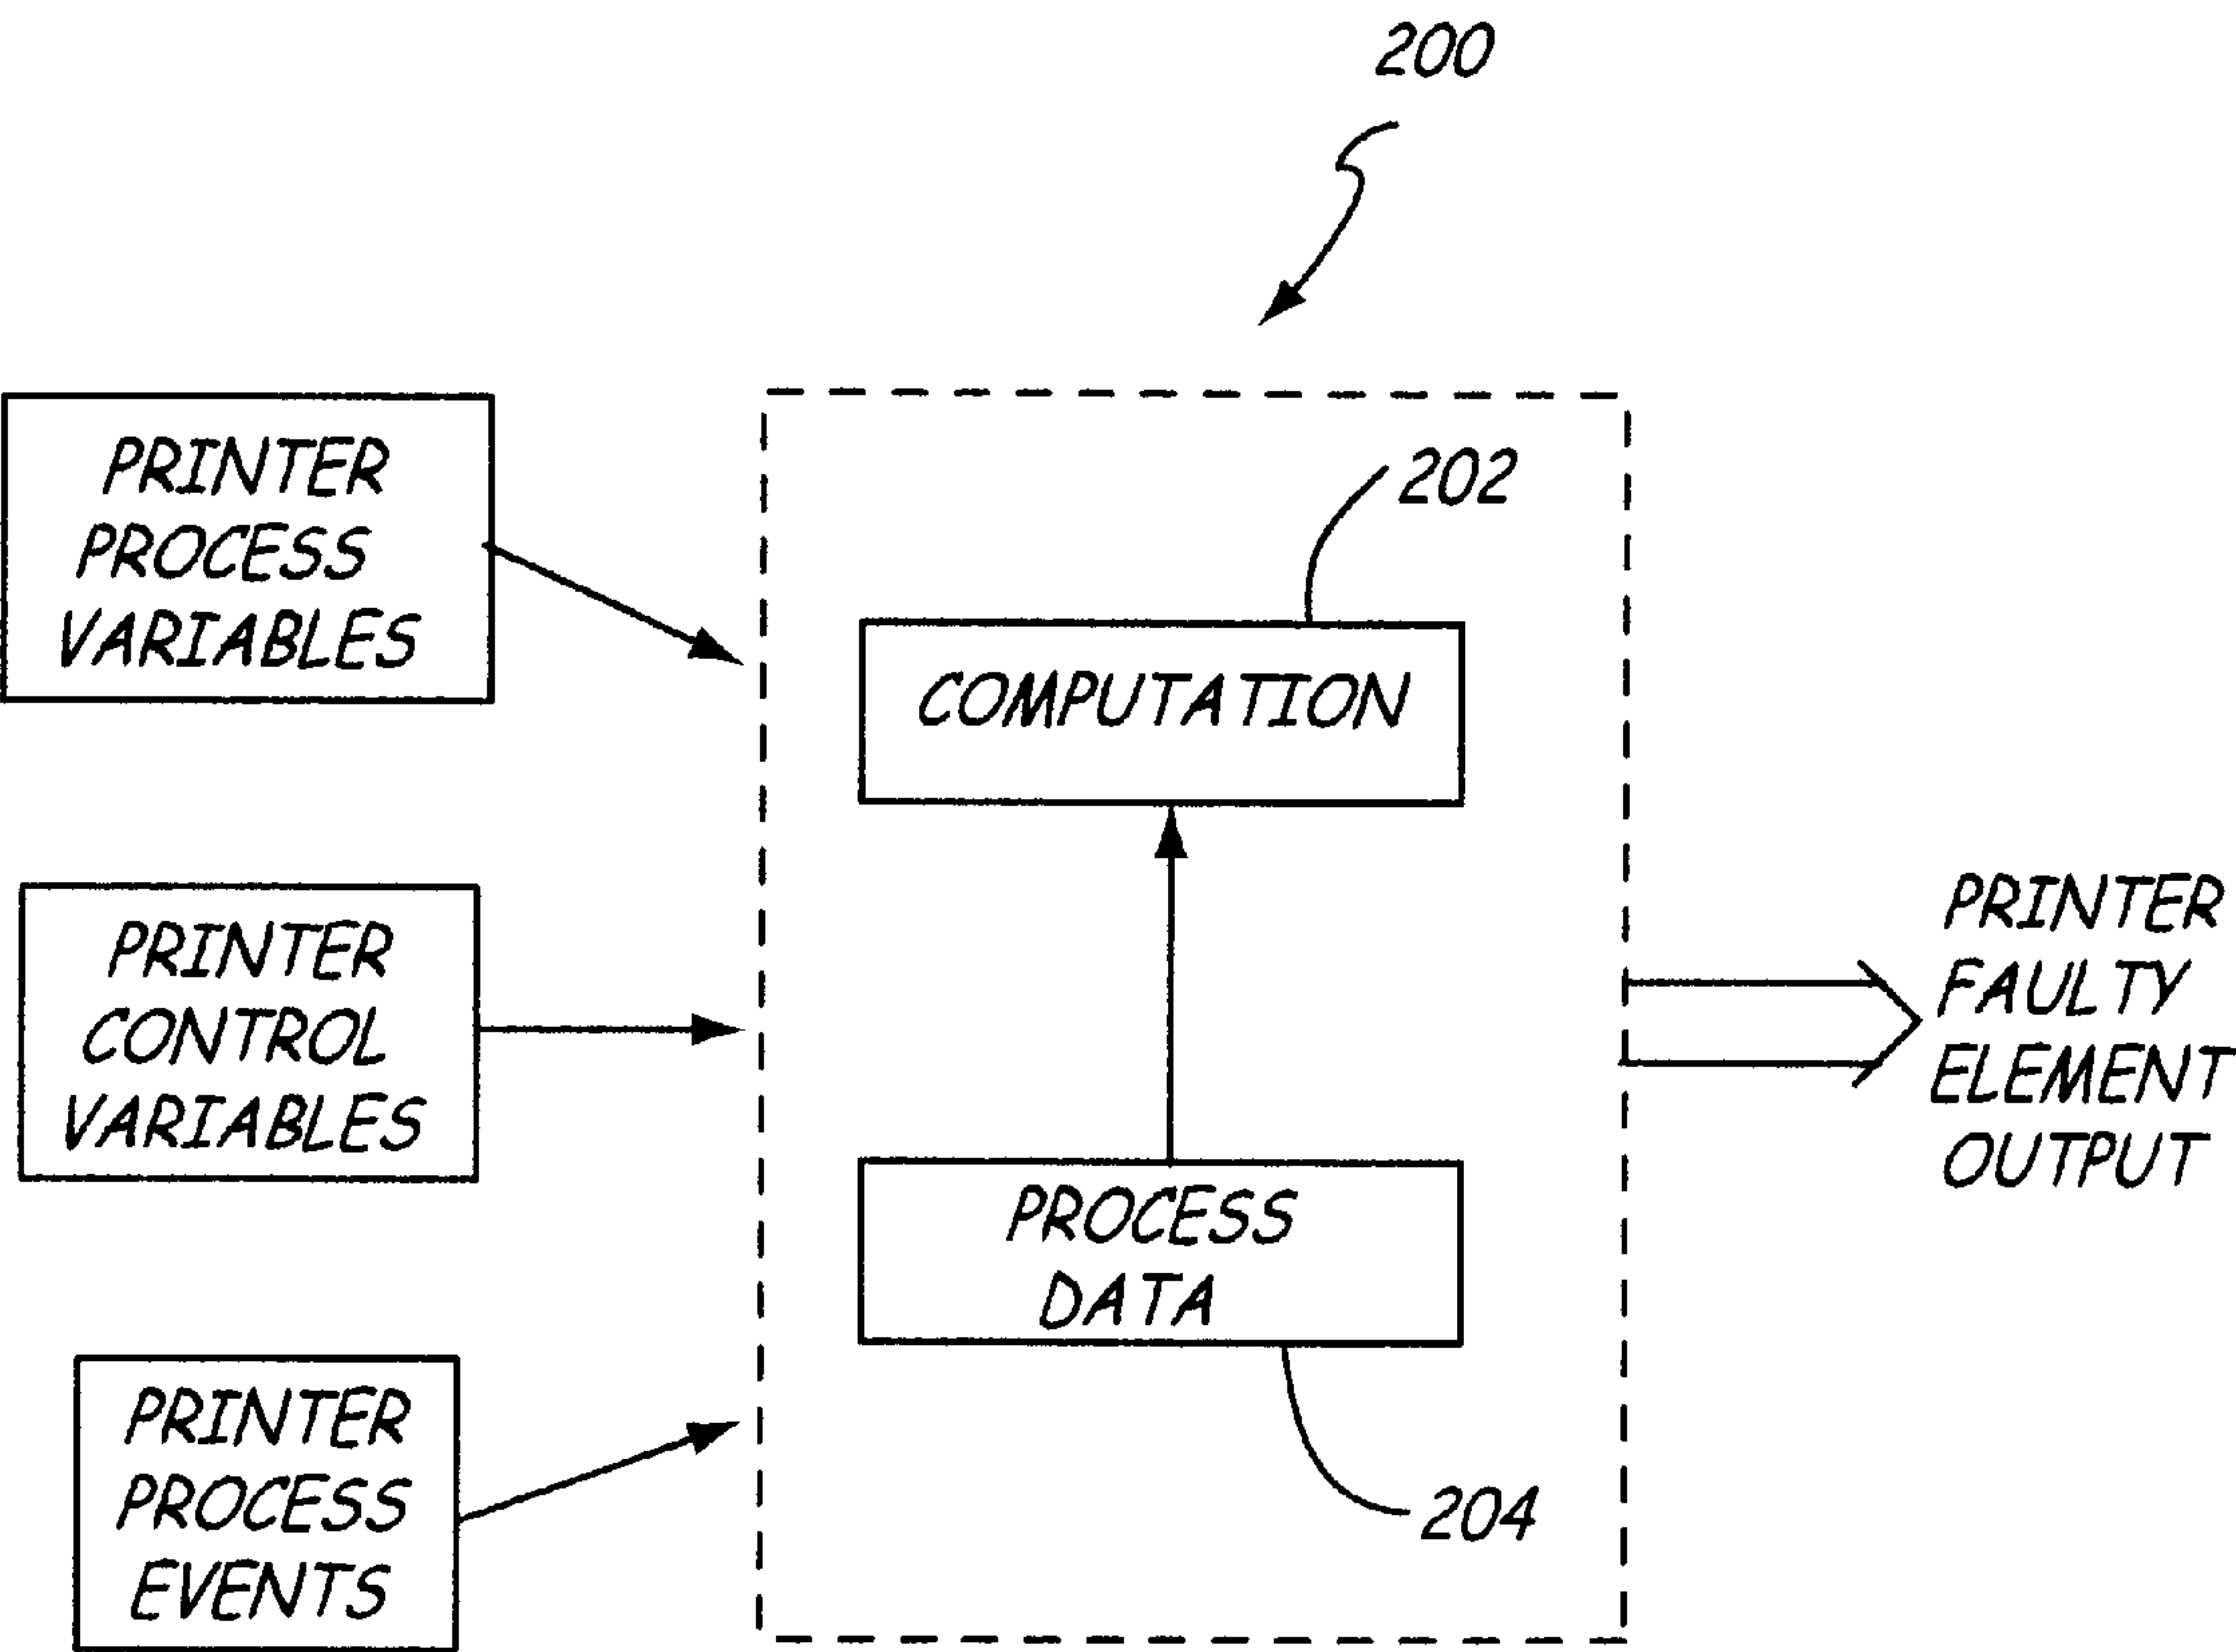 200
PRINTER
PROCESS
VARIABLES
202
COMPUTATION
PRINTER
CONTROL
VARIABLES
PRINTER
FAULTY
ELEMENT
OUTPUT
PROCESS
DATA
PRINTER
PROCESS
EVENTS
204